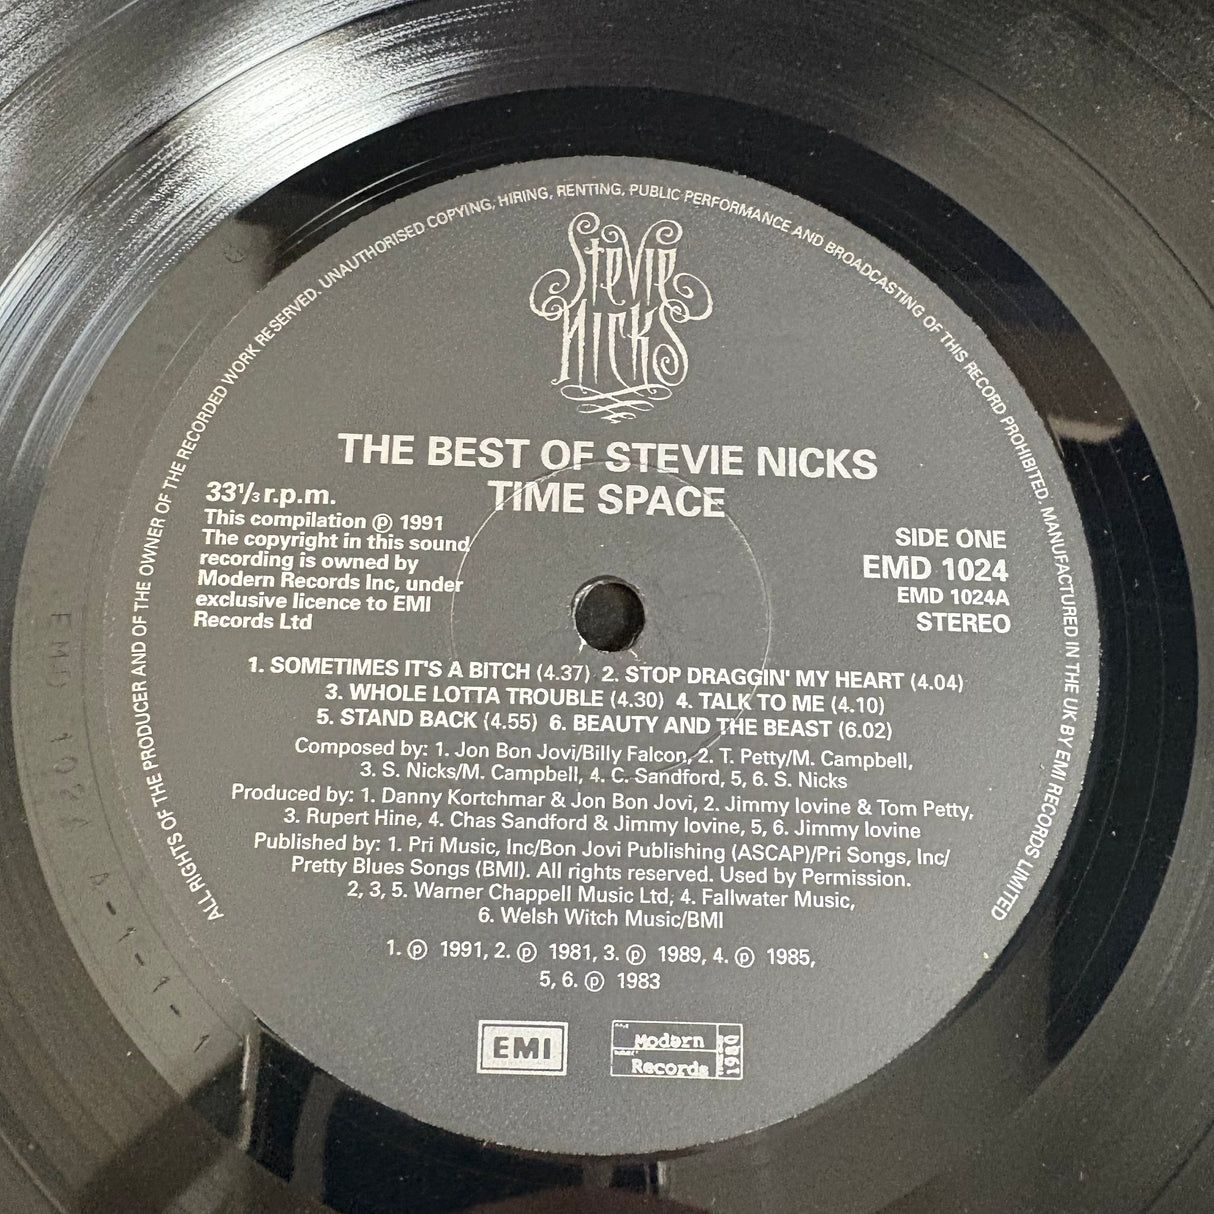 ALL RIGHTS OF THE PRODUCER AND OF THE OWNER OF THE RECORDED WORK RESERVED. UNAUTHORISED COPYING, HIRING, RENTING, PUBLIC PERFORMANCE AND BROADCASTING OF THIS RECORD PROHIBITED. MANUFACTURED IN THE UK BY EMI RECORDS LIMITED
Stevie
Nicks
THE BEST OF STEVIE NICKS
TIME SPACE
33⅓ r.p.m.
This compilation ℗ 1991
The copyright in this sound
recording is owned by
Modern Records Inc, under
exclusive licence to EMI
Records Ltd
SIDE ONE
EMD 1024
EMD 1024A
STEREO
1. SOMETIMES IT'S A BITCH (4.37) 2. STOP DRAGGIN' MY HEART (4.04)
3. WHOLE LOTTA TROUBLE (4.30) 4. TALK TO ME (4.10)
5. STAND BACK (4.55) 6. BEAUTY AND THE BEAST (6.02)
Composed by: 1. Jon Bon Jovi/Billy Falcon, 2. T. Petty/M. Campbell,
3. S. Nicks/M. Campbell, 4. C. Sandford, 5, 6. S. Nicks
Produced by: 1. Danny Kortchmar & Jon Bon Jovi, 2. Jimmy Iovine & Tom Petty,
3. Rupert Hine, 4. Chas Sandford & Jimmy Iovine, 5, 6. Jimmy Iovine
Published by: 1. Pri Music, Inc/Bon Jovi Publishing (ASCAP)/Pri Songs, Inc/
Pretty Blues Songs (BMI). All rights reserved. Used by Permission.
2, 3, 5. Warner Chappell Music Ltd, 4. Fallwater Music,
6. Welsh Witch Music/BMI
1. ℗ 1991, 2. ℗ 1981, 3. ℗ 1989, 4. ℗ 1985,
5, 6. ℗ 1983
EMI
Modern
Records
1980
EMD 1024 A-1-1-1